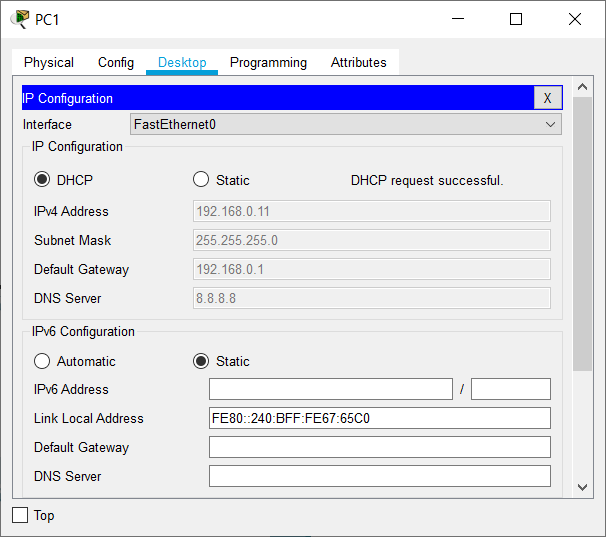 PC1
Physical Config Desktop Programming Attributes
IP Configuration X
Interface FastEthernet0
IP Configuration
DHCP Static DHCP request successful.
IPv4 Address 192.168.0.11
Subnet Mask 255.255.255.0
Default Gateway 192.168.0.1
DNS Server 8.8.8.8
IPv6 Configuration
Automatic Static
IPv6 Address /
Link Local Address FE80::240:BFF:FE67:65C0
Default Gateway
DNS Server
Top